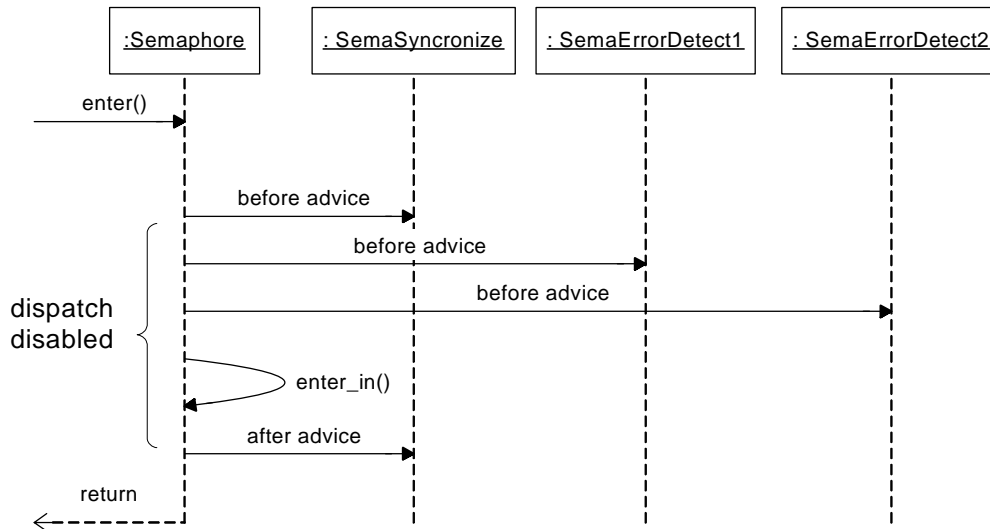 :Semaphore
: SemaSyncronize
: SemaErrorDetect1
: SemaErrorDetect2
enter()
before advice
before advice
before advice
dispatch
disabled
enter_in()
after advice
return